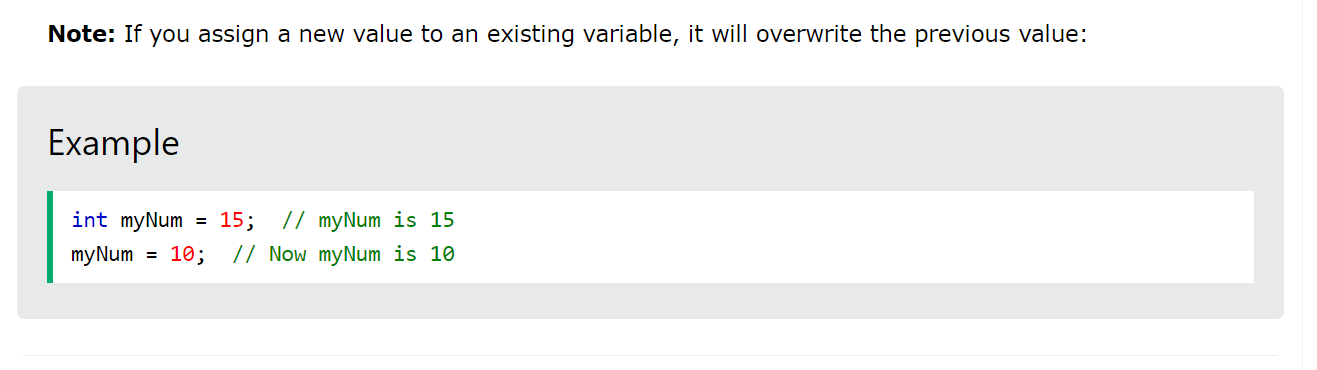 Note: If you assign a new value to an existing variable, it will overwrite the previous value:
Example
int myNum = 15;  // myNum is 15
myNum = 10;  // Now myNum is 10